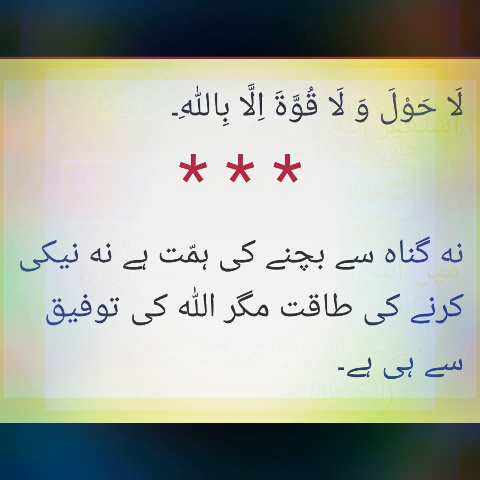 لَا حَوْلَ وَ لَا قُوَّةَ اِلَّا بِاللّٰهِ۔
***
نہ گناہ سے بچنے کی ہمّت ہے نہ نیکی
کرنے کی طاقت مگر اللّٰہ کی توفیق
سے ہی ہے۔